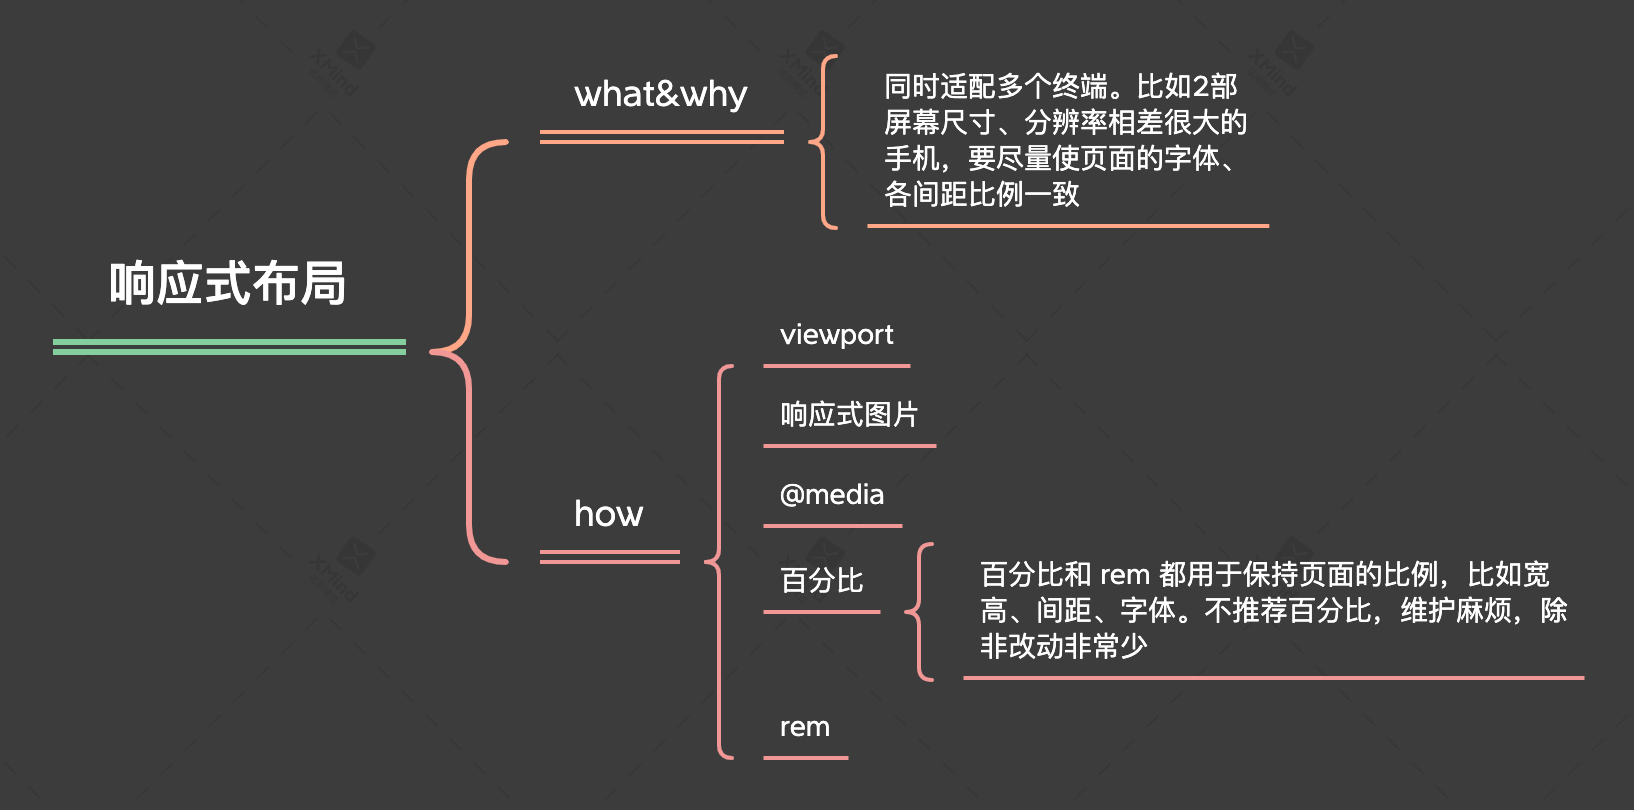 响应式布局
what&why
同时适配多个终端。比如2部
屏幕尺寸、分辨率相差很大的
手机，要尽量使页面的字体、
各间距比例一致
how
viewport
响应式图片
@media
百分比
百分比和 rem 都用于保持页面的比例，比如宽
高、间距、字体。不推荐百分比，维护麻烦，除
非改动非常少
rem
XMind
XMind
XMind
XMind